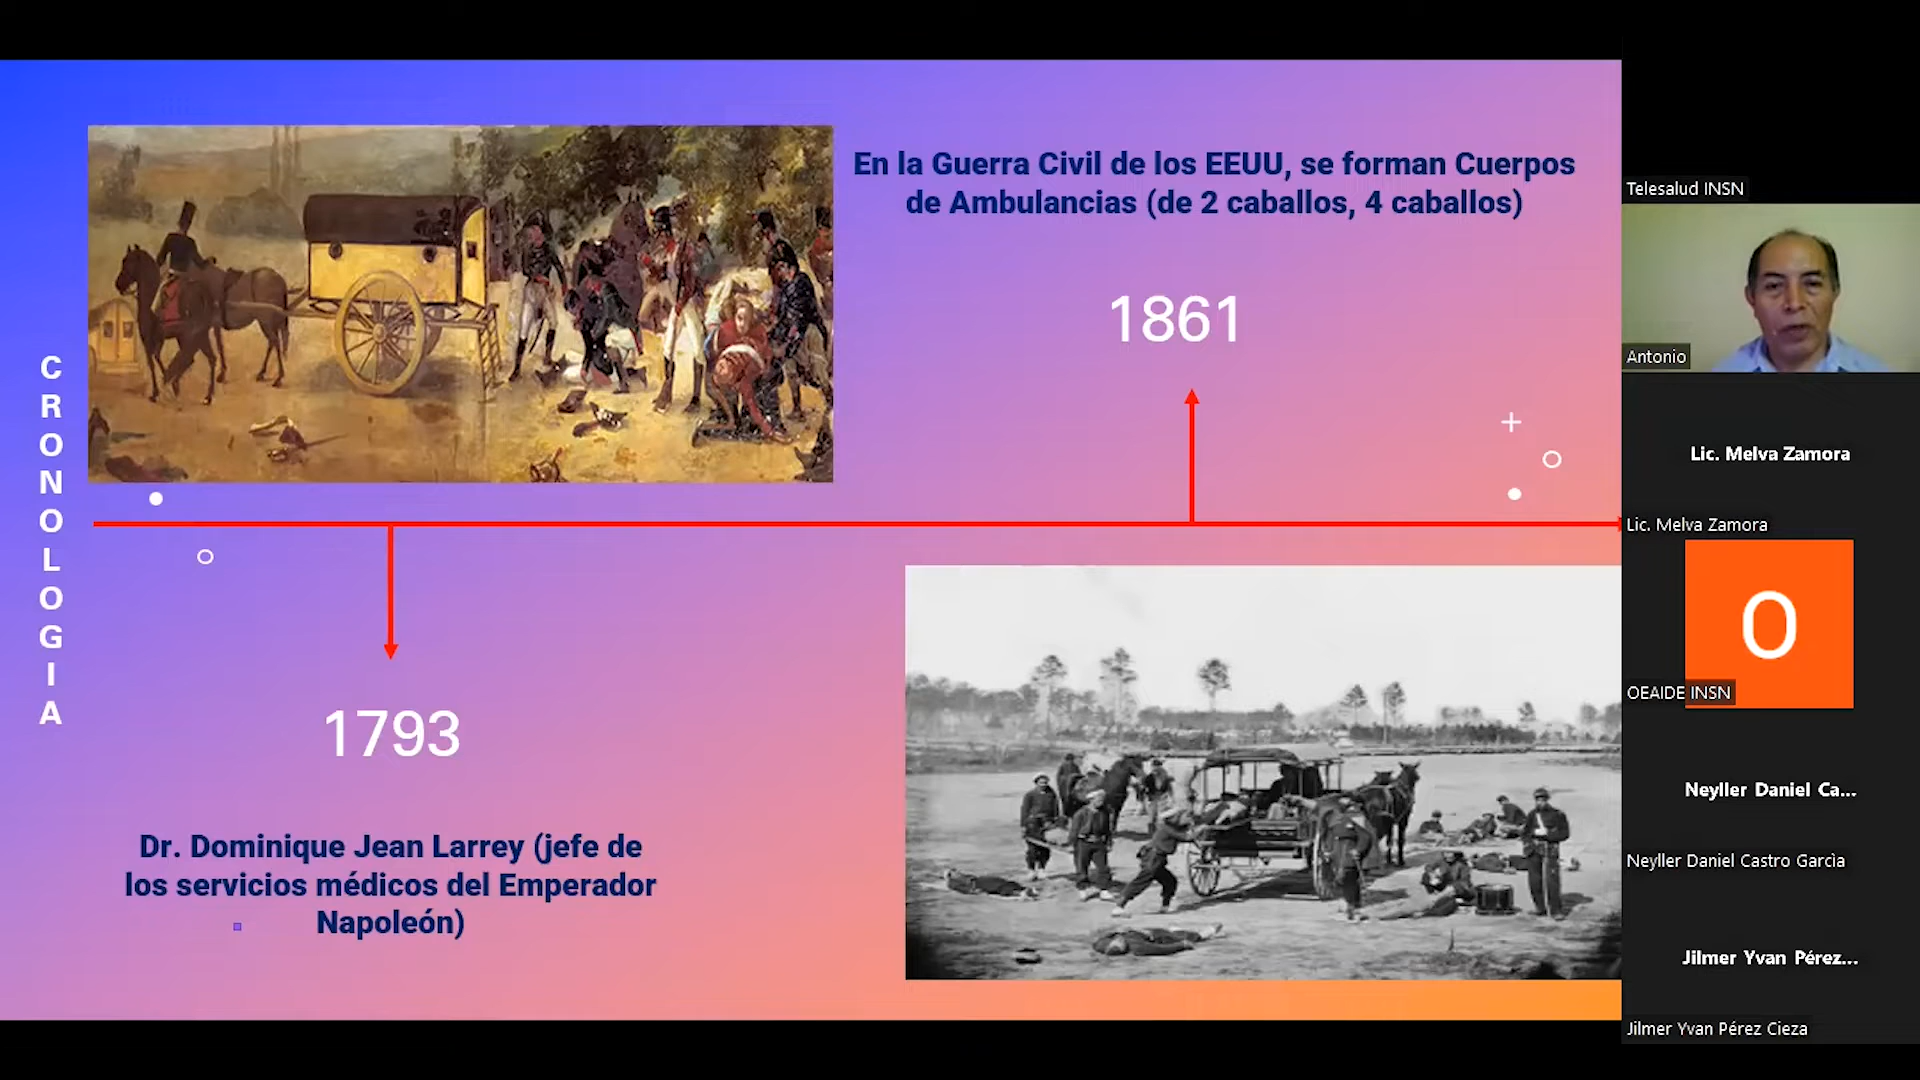 CRONOLOGIA
En la Guerra Civil de los EEUU, se forman Cuerpos
de Ambulancias (de 2 caballos, 4 caballos)
1861
1793
Dr. Dominique Jean Larrey (jefe de
los servicios médicos del Emperador
Napoleón)
Telesalud INSN
Antonio
Lic. Melva Zamora
Lic. Melva Zamora
O
OEAIDE INSN
Neyller Daniel Ca...
Neyller Daniel Castro Garcìa
Jilmer Yvan Pérez...
Jilmer Yvan Pérez Cieza